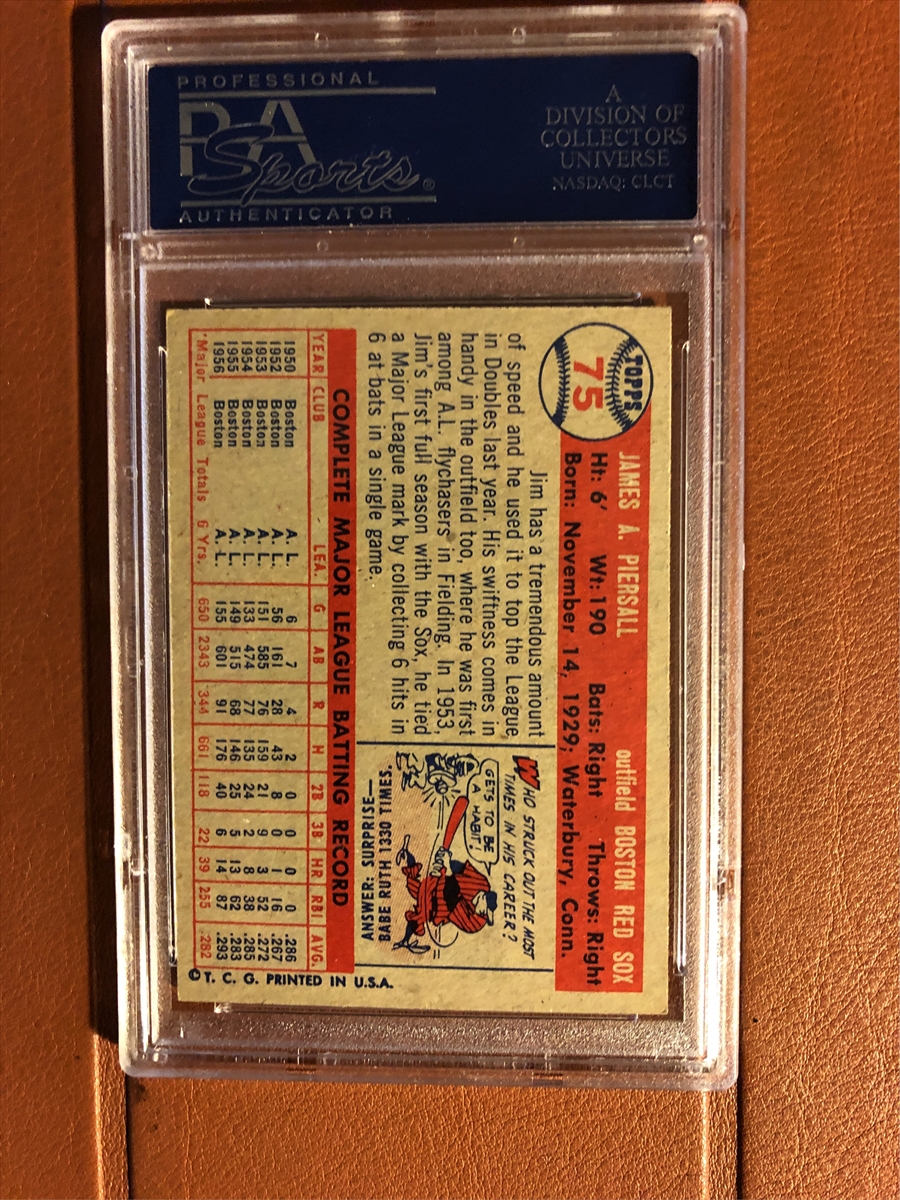 PROFESSIONAL
PSA
Sports®
AUTHENTICATOR
A
DIVISION OF
COLLECTORS
UNIVERSE
NASDAQ: CLCT
TOPPS
75
JAMES A. PIERSALL outfield BOSTON RED SOX
Ht: 6' Wt: 190 Bats: Right Throws: Right
Born: November 14, 1929; Waterbury, Conn.
Jim has a tremendous amount
of speed and he used it to top the League
in Doubles last year. His swiftness comes in
handy in the outfield too, where he was first
among A.L. flychasers in Fielding. In 1953,
Jim's first full season with the Sox, he tied
a Major League mark by collecting 6 hits in
6 at bats in a single game.
WHO STRUCK OUT THE MOST
TIMES IN HIS CAREER?
GETS TO BE
A HABIT!
ANSWER: SURPRISE—
BABE RUTH 1330 TIMES.
COMPLETE MAJOR LEAGUE BATTING RECORD
YEAR CLUB LEA. G AB R H 2B 3B HR RBI AVG.
1950 Boston A. L. 6 7 4 2 0 0 0 0 .286
1952 Boston A. L. 56 161 28 43 8 0 1 16 .267
1953 Boston A. L. 151 585 76 159 21 9 3 52 .272
1954 Boston A. L. 133 474 77 135 24 2 8 38 .285
1955 Boston A. L. 149 515 68 146 25 5 13 62 .283
1956 Boston A. L. 155 601 91 176 40 6 14 87 .293
'Major League Totals 6 Yrs. 650 2343 344 661 118 22 39 255 .282
©T. C. G. PRINTED IN U.S.A.